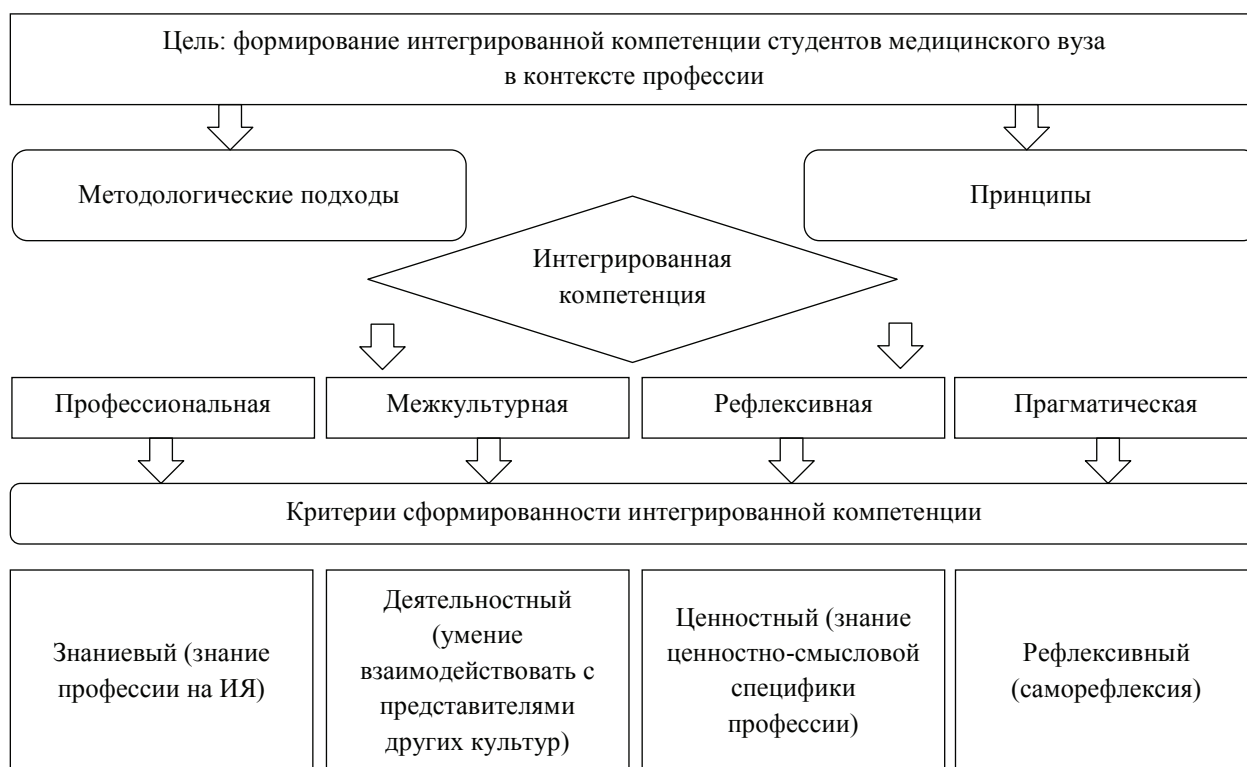 Цель: формирование интегрированной компетенции студентов медицинского вуза
в контексте профессии
Методологические подходы
Принципы
Интегрированная
компетенция
Профессиональная
Межкультурная
Рефлексивная
Прагматическая
Критерии сформированности интегрированной компетенции
Знаниевый (знание
профессии на ИЯ)
Деятельностный
(умение
взаимодействовать с
представителями
других культур)
Ценностный (знание
ценностно-смысловой
специфики
профессии)
Рефлексивный
(саморефлексия)